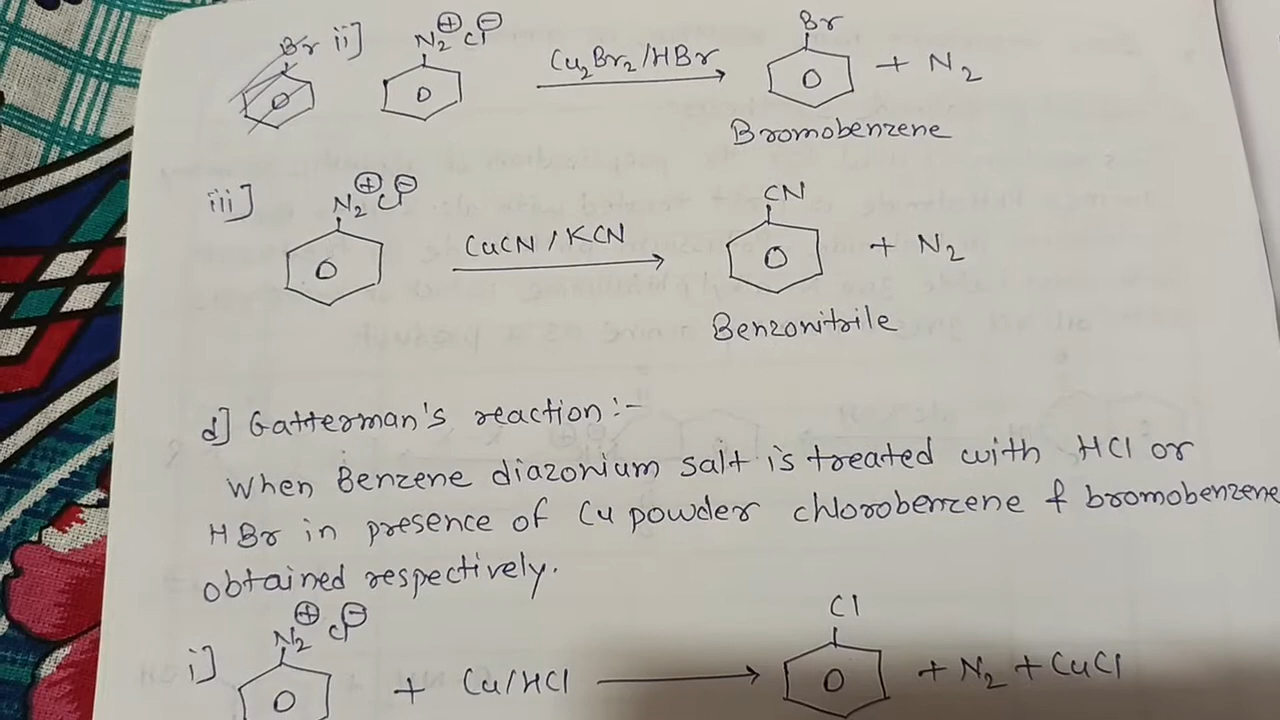 Br ii] N2⊕ Cl⊖ Cu2Br2/HBr Br + N2
Bromobenzene
iii] N2⊕ Cl⊖ CuCN/KCN CN + N2
Benzonitrile
d] Gatterman's reaction :-
When Benzene diazonium salt is treated with HCl or
HBr in presence of Cu powder chlorobenzene & bromobenzene
obtained respectively.
i] N2⊕ Cl⊖ + Cu/HCl Cl + N2 + CuCl